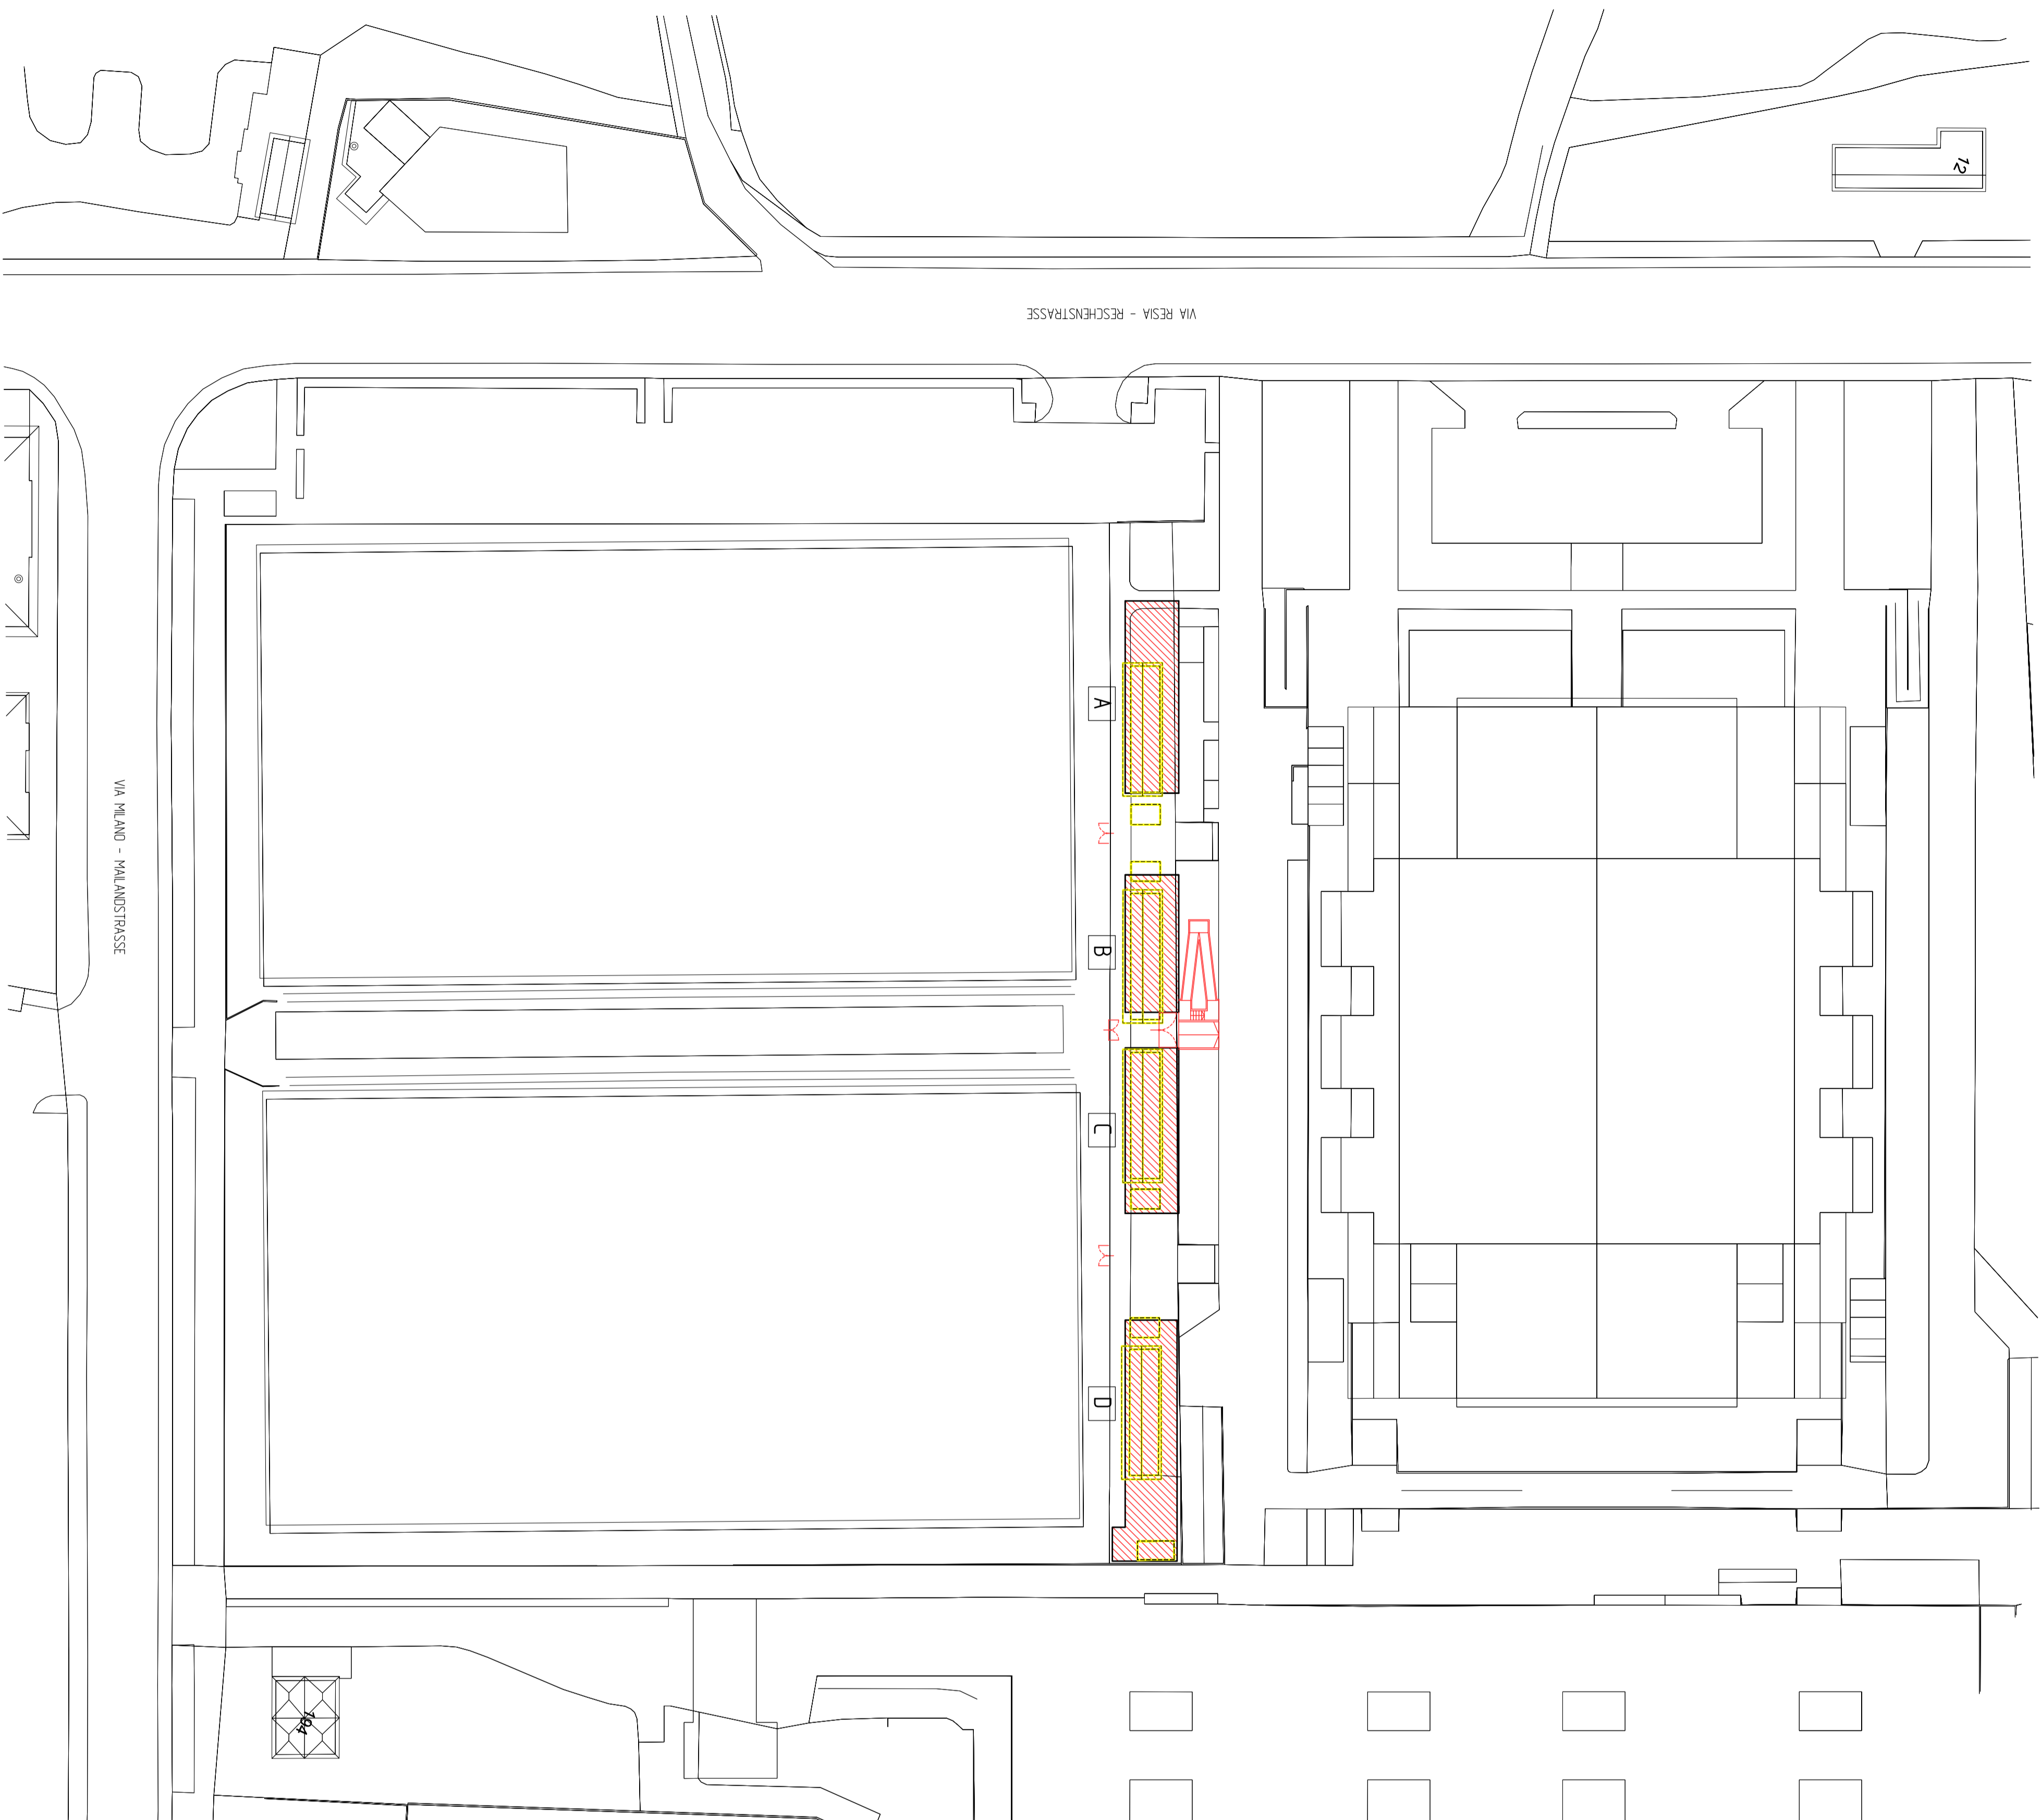 12
VIA RESIA - RESCHENSTRASSE
A
VIA MILANO - MAILANDSTRASSE
B
C
D
194